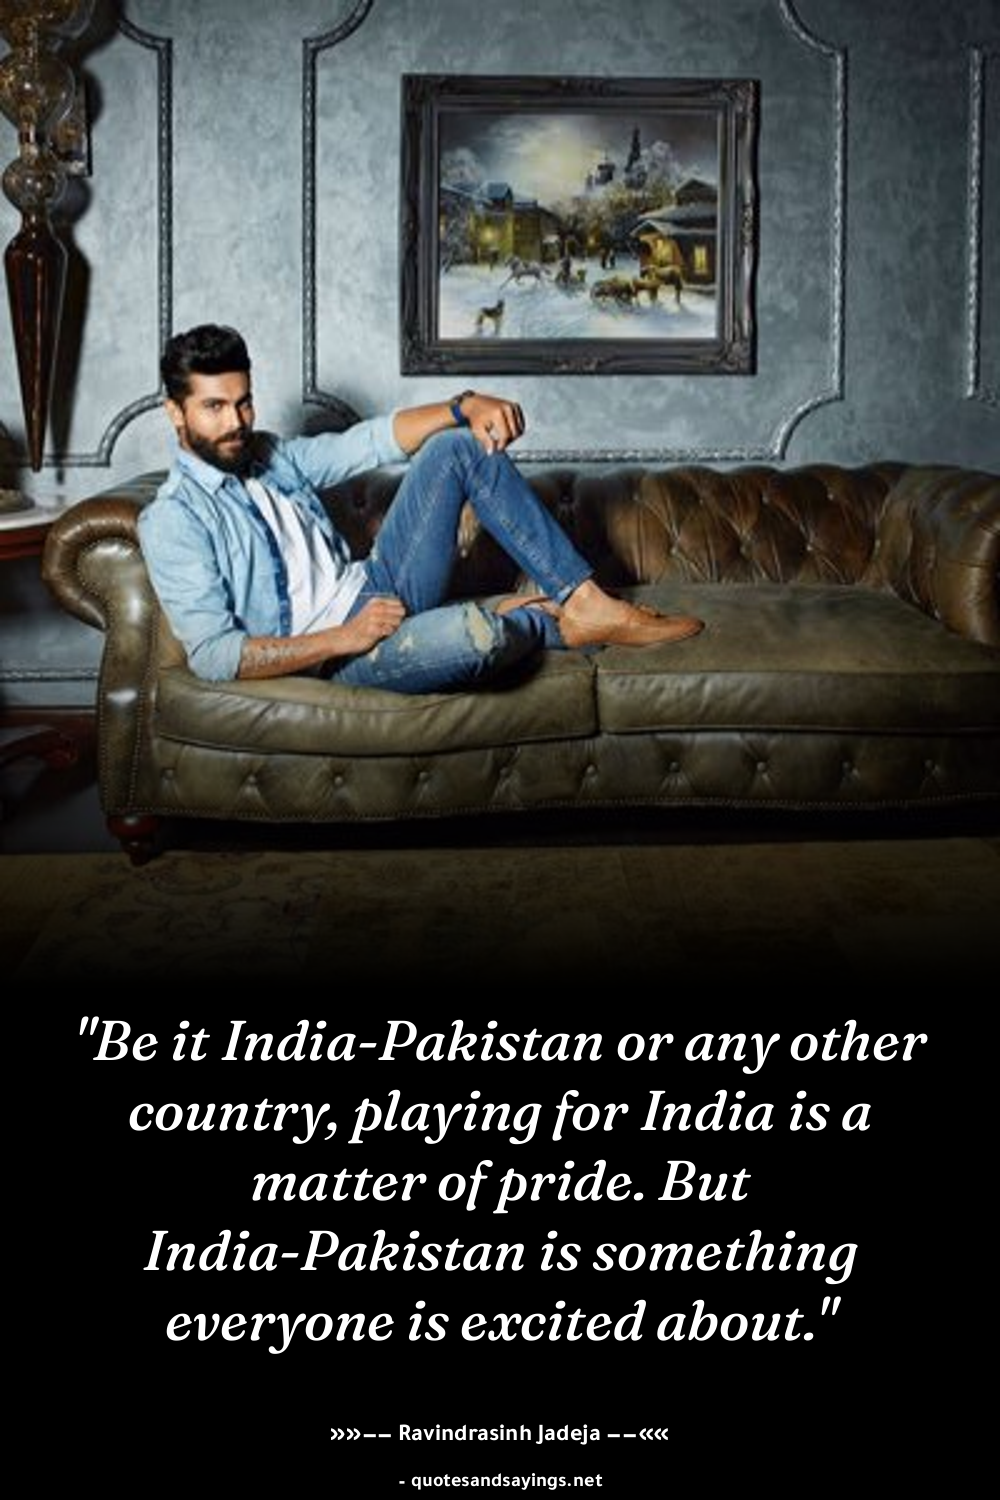 "Be it India-Pakistan or any other
country, playing for India is a
matter of pride. But
India-Pakistan is something
everyone is excited about."
»»−− Ravindrasinh Jadeja −−««
- quotesandsayings.net